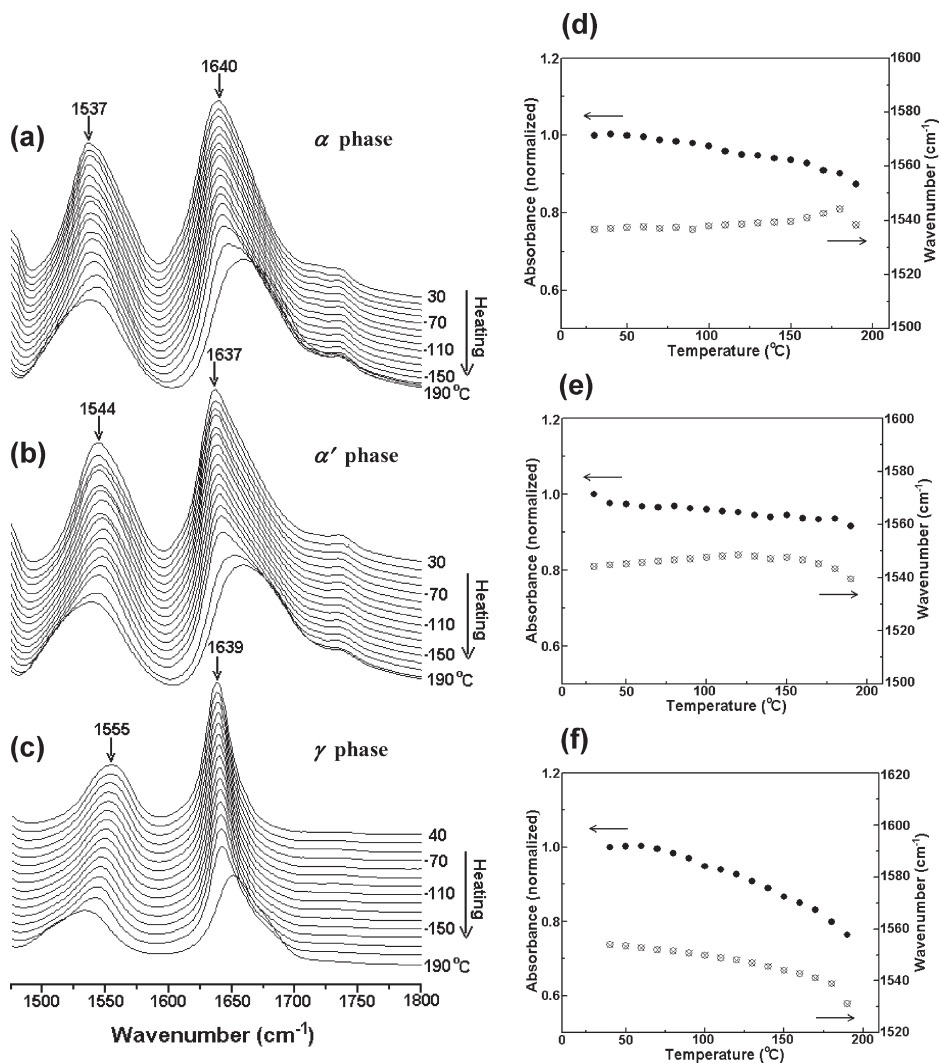 (a)
1537
1640
α phase
30
-70
-110
-150
190 °C
Heating
(b)
1544
1637
α′ phase
30
-70
-110
-150
190 °C
Heating
(c)
1555
1639
γ phase
40
-70
-110
-150
190 °C
Heating
1500 1550 1600 1650 1700 1750 1800
Wavenumber (cm-1)
(d)
1.2
1.0
0.8
0.6
Absorbance (normalized)
1600
1580
1560
1540
1520
1500
Wavenumber (cm-1)
0 50 100 150 200
Temperature (°C)
(e)
1.2
1.0
0.8
0.6
Absorbance (normalized)
1600
1580
1560
1540
1520
1500
Wavenumber (cm-1)
0 50 100 150 200
Temperature (°C)
(f)
1.2
1.0
0.8
0.6
Absorbance (normalized)
1620
1600
1580
1560
1540
1520
Wavenumber (cm-1)
0 50 100 150 200
Temperature (°C)